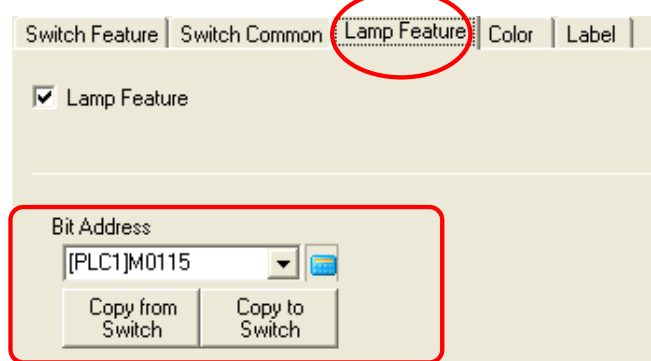 Switch Feature Switch Common Lamp Feature Color Label
Lamp Feature
Bit Address
[PLC1]M0115
Copy from Copy to
Switch Switch